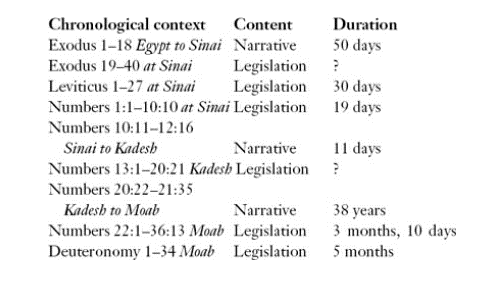 Chronological context Content Duration
Exodus 1–18 Egypt to Sinai Narrative 50 days
Exodus 19–40 at Sinai Legislation ?
Leviticus 1–27 at Sinai Legislation 30 days
Numbers 1:1–10:10 at Sinai Legislation 19 days
Numbers 10:11–12:16
Sinai to Kadesh Narrative 11 days
Numbers 13:1–20:21 Kadesh Legislation ?
Numbers 20:22–21:35
Kadesh to Moab Narrative 38 years
Numbers 22:1–36:13 Moab Legislation 3 months, 10 days
Deuteronomy 1–34 Moab Legislation 5 months